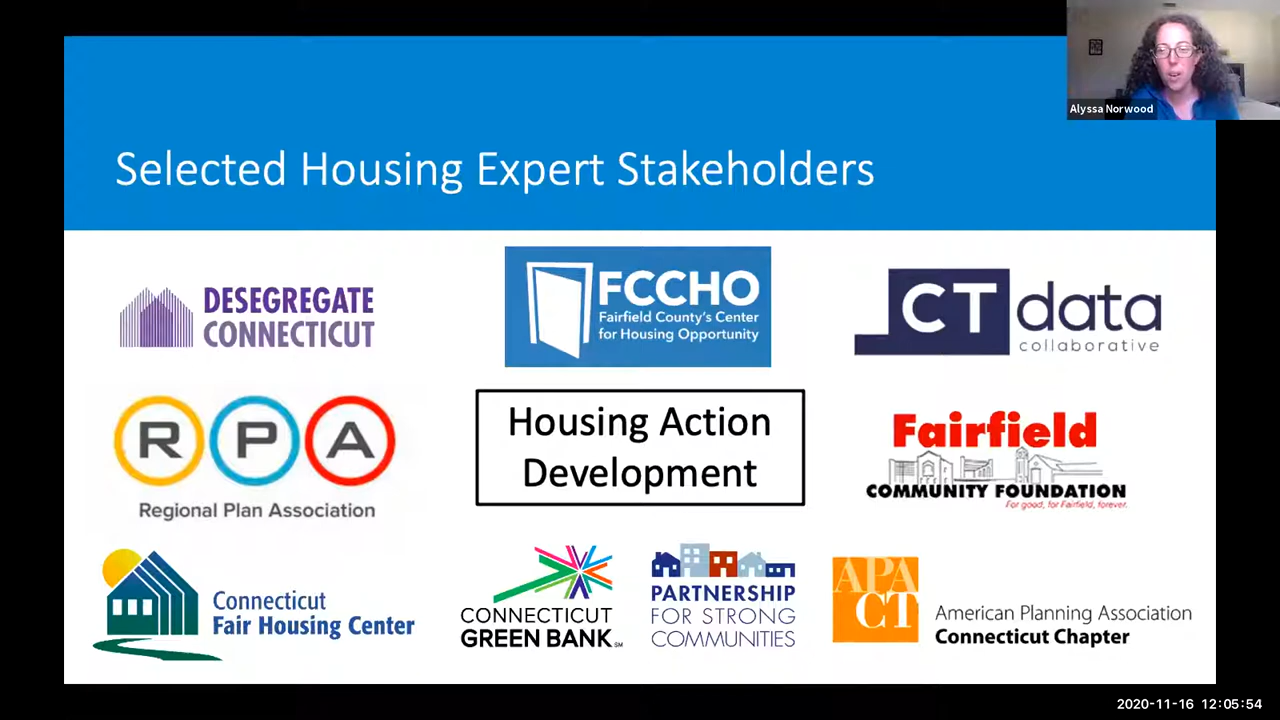 Alyssa Norwood
Selected Housing Expert Stakeholders
DESEGREGATE
CONNECTICUT
FCCHO
Fairfield County's Center
for Housing Opportunity
CT data
collaborative
RPA
Regional Plan Association
Housing Action
Development
Fairfield
COMMUNITY FOUNDATION
For good, for Fairfield, forever.
Connecticut
Fair Housing Center
CONNECTICUT
GREEN BANK SM
PARTNERSHIP
FOR STRONG
COMMUNITIES
APA
CT
American Planning Association
Connecticut Chapter
2020-11-16 12:05:54